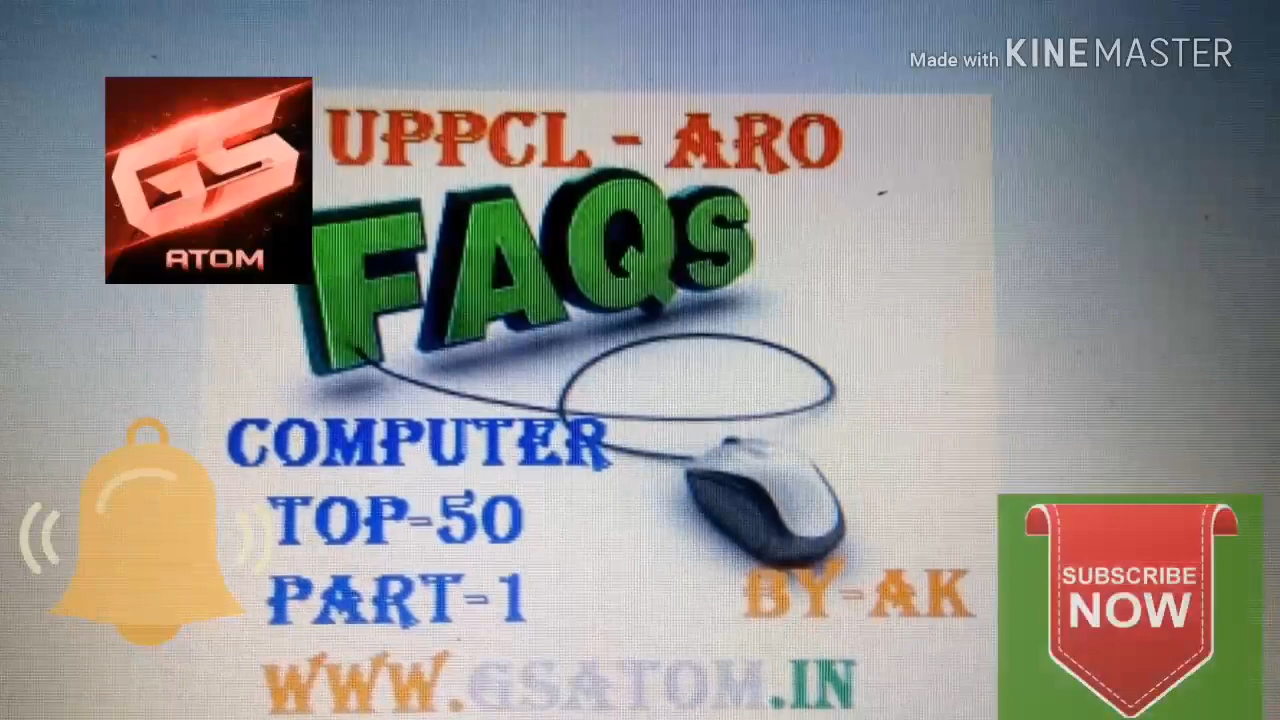 Made with KINEMASTER
GS
ATOM
UPPCL - ARO
FAQs
COMPUTER
TOP-50
PART-1
BY-AK
WWW.GSATOM.IN
SUBSCRIBE
NOW